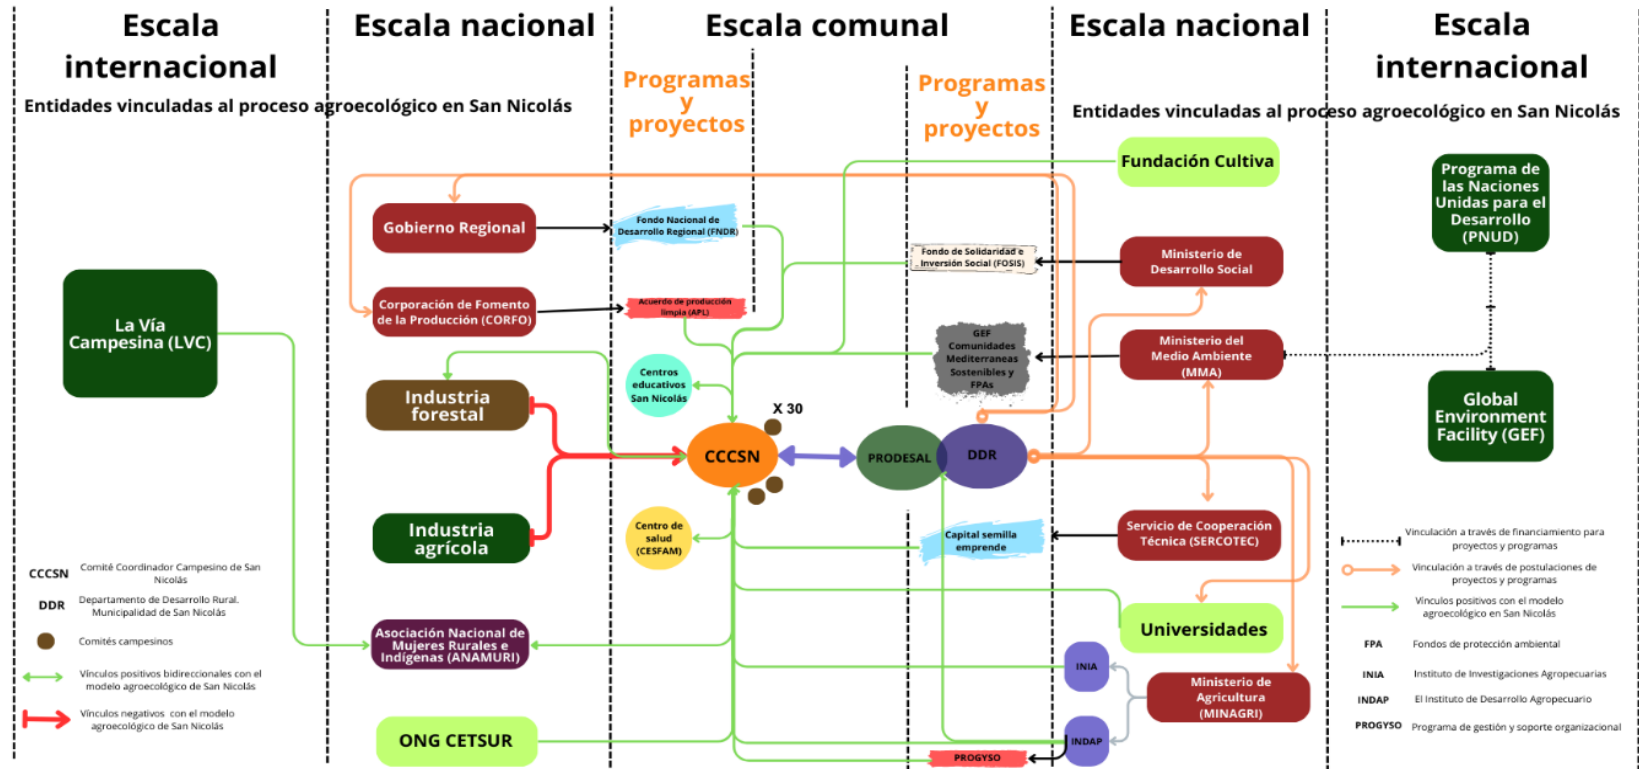 Escala
internacional
Escala nacional
Escala comunal
Escala nacional
Escala
internacional
Entidades vinculadas al proceso agroecológico en San Nicolás
Programas
y
proyectos
Programas
y
proyectos
Entidades vinculadas al proceso agroecológico en San Nicolás
Fundación Cultiva
Programa de
las Naciones
Unidas para el
Desarrollo
(PNUD)
Gobierno Regional
Fondo Nacional de
Desarrollo Regional (FNDR)
Fondo de Solidaridad e
Inversión Social (FOSIS)
Ministerio de
Desarrollo Social
Corporación de Fomento
de la Producción (CORFO)
Acuerdo de producción
limpia (APL)
La Vía
Campesina (LVC)
GEF
Comunidades
Mediterraneas
Sostenibles y
FPAs
Ministerio del
Medio Ambiente
(MMA)
Centros
educativos
San Nicolás
Industria
forestal
X 30
Global
Environment
Facility (GEF)
CCCSN
PRODESAL
DDR
Industria
agrícola
Centro de
salud
(CESFAM)
Capital semilla
emprende
Servicio de Cooperación
Técnica (SERCOTEC)
Asociación Nacional de
Mujeres Rurales e
Indígenas (ANAMURI)
Universidades
INIA
Ministerio de
Agricultura
(MINAGRI)
ONG CETSUR
INDAP
PROGYSO
CCCSN
Comité Coordinador Campesino de San
Nicolás
DDR
Departamento de Desarrollo Rural.
Municipalidad de San Nicolás
Comités campesinos
Vínculos positivos bidireccionales con el
modelo agroecológico de San Nicolás
Vínculos negativos con el modelo
agroecológico de San Nicolás
Vinculación a través de financiamiento para
proyectos y programas
Vinculación a través de postulaciones de
proyectos y programas
Vínculos positivos con el modelo
agroecológico en San Nicolás
FPA
Fondos de protección ambiental
INIA
Instituto de Investigaciones Agropecuarias
INDAP
El Instituto de Desarrollo Agropecuario
PROGYSO
Programa de gestión y soporte organizacional